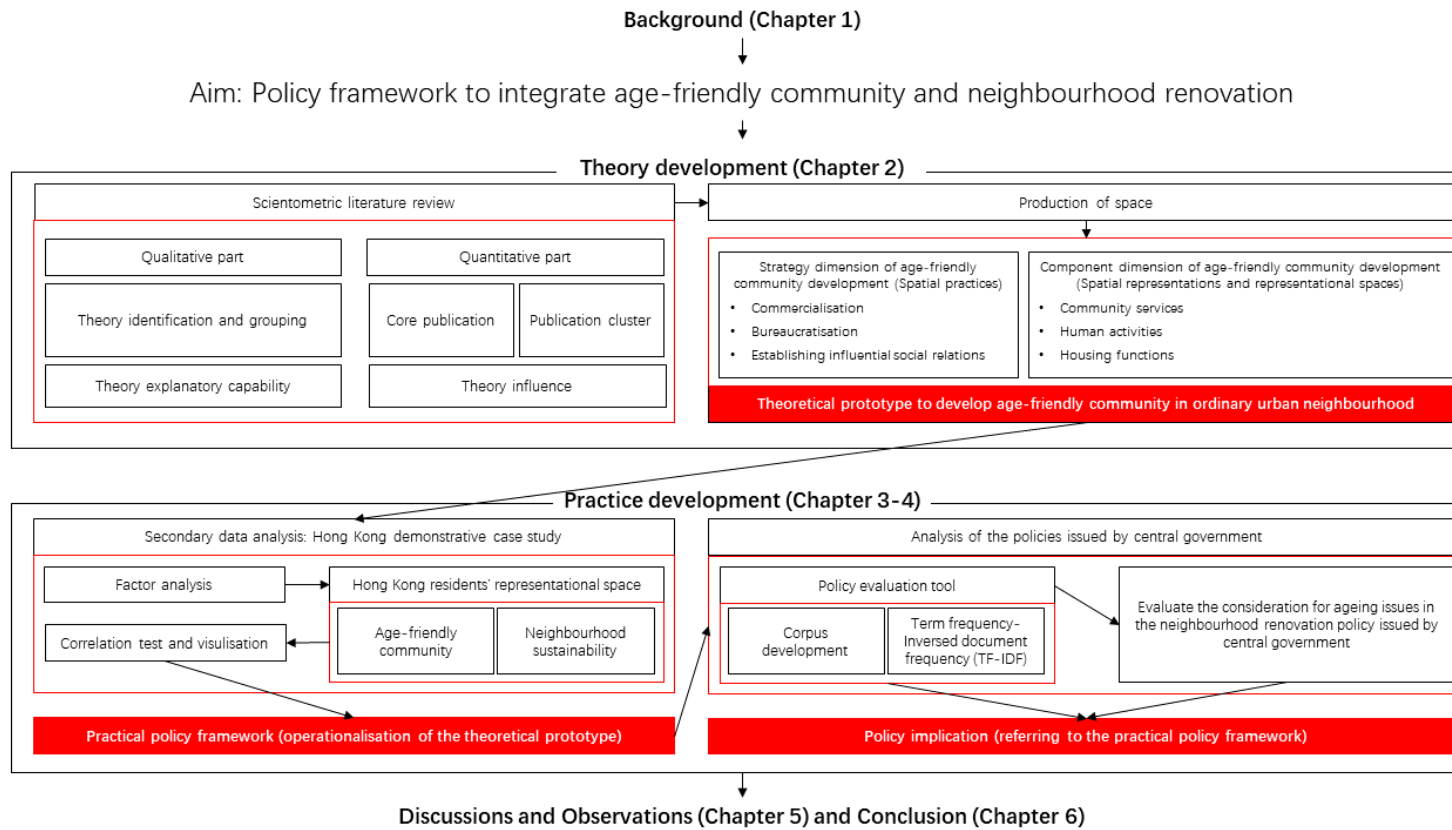 Background (Chapter 1)
Aim: Policy framework to integrate age-friendly community and neighbourhood renovation
Theory development (Chapter 2)
Scientometric literature review
Qualitative part
Quantitative part
Theory identification and grouping
Core publication
Publication cluster
Theory explanatory capability
Theory influence
Production of space
Strategy dimension of age-friendly
community development (Spatial practices)
• Commercialisation
• Bureaucratisation
• Establishing influential social relations
Component dimension of age-friendly community development
(Spatial representations and representational spaces)
• Community services
• Human activities
• Housing functions
Theoretical prototype to develop age-friendly community in ordinary urban neighbourhood
Practice development (Chapter 3-4)
Secondary data analysis: Hong Kong demonstrative case study
Factor analysis
Hong Kong residents' representational space
Correlation test and visulisation
Age-friendly
community
Neighbourhood
sustainability
Practical policy framework (operationalisation of the theoretical prototype)
Analysis of the policies issued by central government
Policy evaluation tool
Corpus
development
Term frequency-
Inversed document
frequency (TF-IDF)
Evaluate the consideration for ageing issues in
the neighbourhood renovation policy issued by
central government
Policy implication (referring to the practical policy framework)
Discussions and Observations (Chapter 5) and Conclusion (Chapter 6)